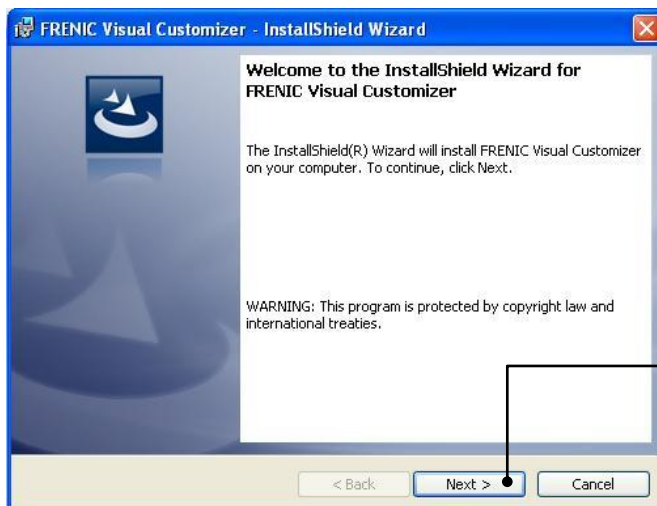 FRENIC Visual Customizer - InstallShield Wizard
Welcome to the InstallShield Wizard for
FRENIC Visual Customizer
The InstallShield(R) Wizard will install FRENIC Visual Customizer
on your computer. To continue, click Next.
WARNING: This program is protected by copyright law and
international treaties.
< Back Next > Cancel